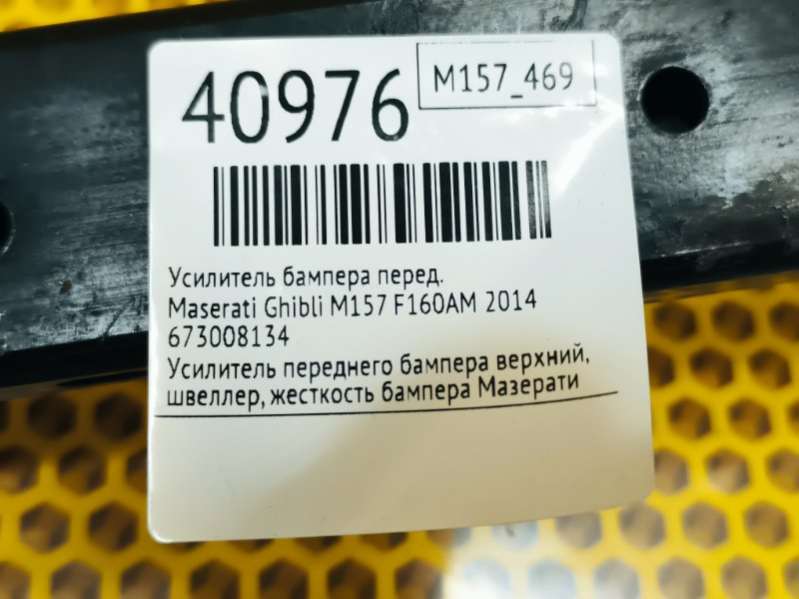 40976
M157_469
Усилитель бампера перед.
Maserati Ghibli M157 F160AM 2014
673008134
Усилитель переднего бампера верхний,
швеллер, жесткость бампера Мазерати